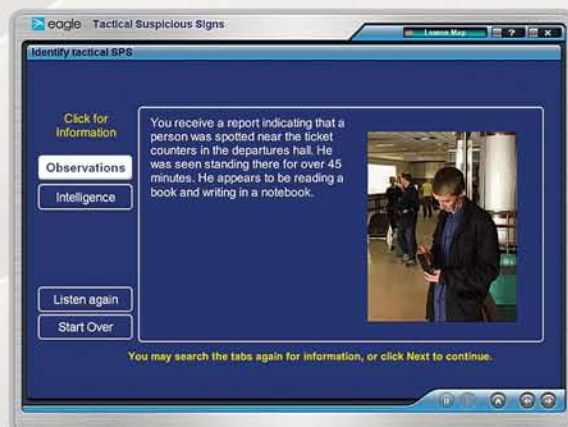 eagle Tactical Suspicious Signs
Lesson Map ? x
Identify tactical SPS
Click for
Information
Observations
Intelligence
Listen again
Start Over
You receive a report indicating that a
person was spotted near the ticket
counters in the departures hall. He
was seen standing there for over 45
minutes. He appears to be reading a
book and writing in a notebook.
You may search the tabs again for information, or click Next to continue.